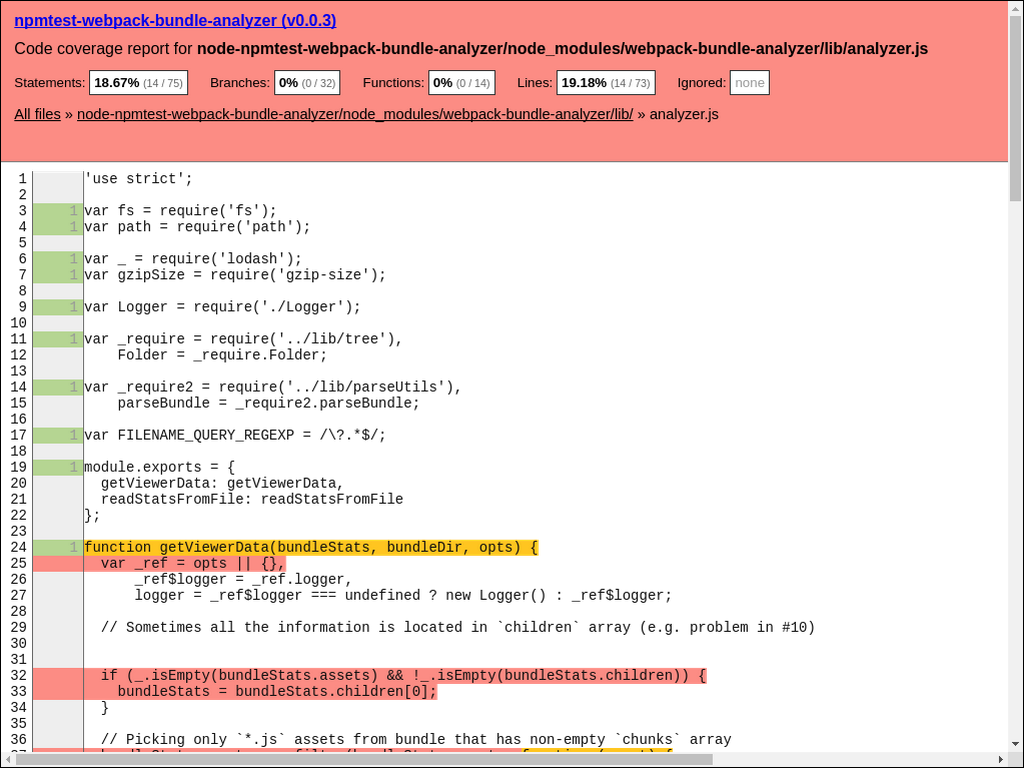 npmtest-webpack-bundle-analyzer (v0.0.3)
Code coverage report for node-npmtest-webpack-bundle-analyzer/node_modules/webpack-bundle-analyzer/lib/analyzer.js
Statements: 18.67% (14 / 75) Branches: 0% (0 / 32) Functions: 0% (0 / 14) Lines: 19.18% (14 / 73) Ignored: none
All files » node-npmtest-webpack-bundle-analyzer/node_modules/webpack-bundle-analyzer/lib/ » analyzer.js
1 'use strict';
2
3 1 var fs = require('fs');
4 1 var path = require('path');
5
6 1 var _ = require('lodash');
7 1 var gzipSize = require('gzip-size');
8
9 1 var Logger = require('./Logger');
10
11 1 var _require = require('../lib/tree'),
12 Folder = _require.Folder;
13
14 1 var _require2 = require('../lib/parseUtils'),
15 parseBundle = _require2.parseBundle;
16
17 1 var FILENAME_QUERY_REGEXP = /\?.*$/;
18
19 1 module.exports = {
20 getViewerData: getViewerData,
21 readStatsFromFile: readStatsFromFile
22 };
23
24 1 function getViewerData(bundleStats, bundleDir, opts) {
25 var _ref = opts || {},
26 _ref$logger = _ref.logger,
27 logger = _ref$logger === undefined ? new Logger() : _ref$logger;
28
29 // Sometimes all the information is located in `children` array (e.g. problem in #10)
30
31
32 if (_.isEmpty(bundleStats.assets) && !_.isEmpty(bundleStats.children)) {
33 bundleStats = bundleStats.children[0];
34 }
35
36 // Picking only `*.js` assets from bundle that has non-empty `chunks` array